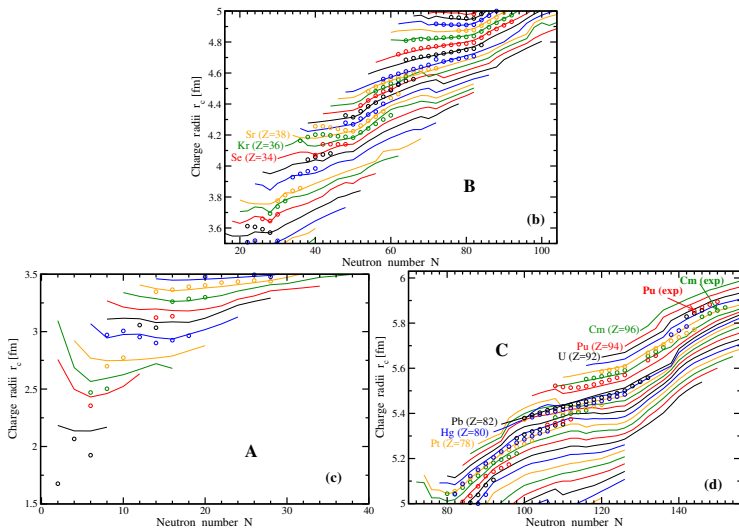 5
4.8
4.6
4.4
4.2
4
3.8
3.6
Charge radii r_c [fm]
Sr (Z=38)
Kr (Z=36)
Se (Z=34)
B
(b)
20 40 60 80 100
Neutron number N
3.5
3
2.5
2
1.5
Charge radii r_c [fm]
A
(c)
0 10 20 30 40
Neutron number N
6
5.8
5.6
5.4
5.2
5
Charge radii r_c [fm]
Cm (exp)
Pu (exp)
Cm (Z=96)
C
Pu (Z=94)
U (Z=92)
Pb (Z=82)
Hg (Z=80)
Pt (Z=78)
(d)
80 100 120 140
Neutron number N